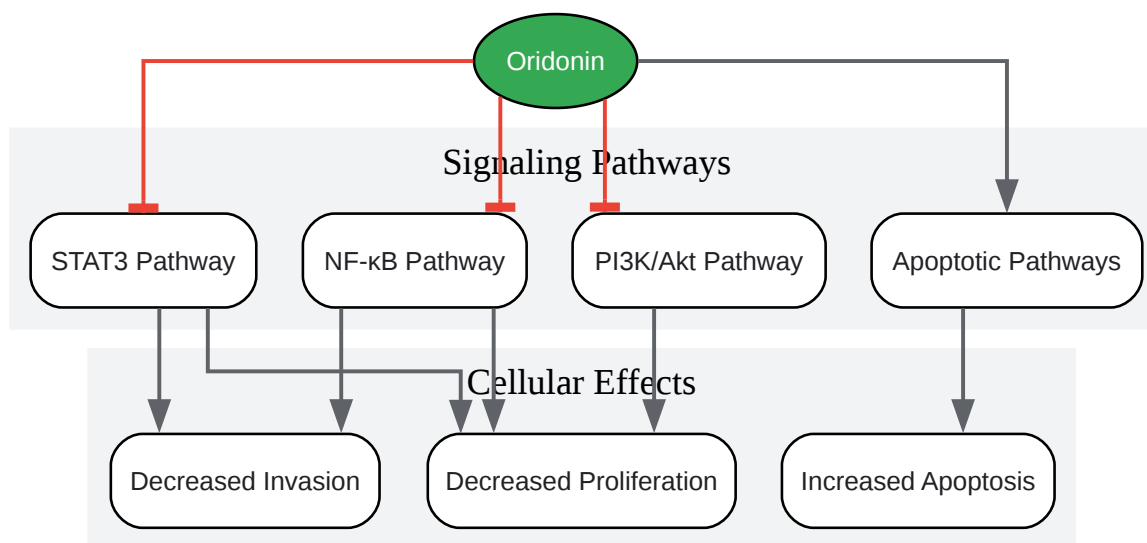 Oridonin
Signaling Pathways
STAT3 Pathway
NF-κB Pathway
PI3K/Akt Pathway
Apoptotic Pathways
Cellular Effects
Decreased Invasion
Decreased Proliferation
Increased Apoptosis